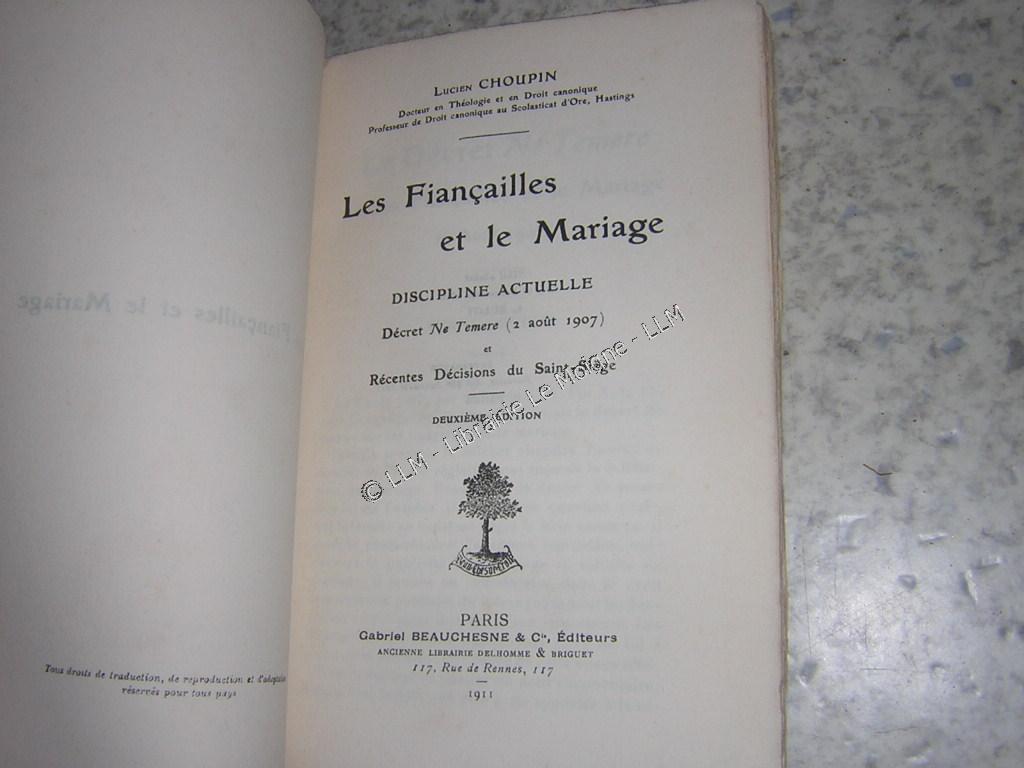 Tous droits de traduction, de reproduction et d'adaptation
réservés pour tous pays
LUCIEN CHOUPIN
Docteur en Théologie et en Droit canonique
Professeur de Droit canonique au Scolasticat d'Ore, Hastings
Les Fiançailles
et le Mariage
DISCIPLINE ACTUELLE
Décret Ne Temere (2 août 1907)
et
Récentes Décisions du Saint-Siège
DEUXIÈME ÉDITION
© LLM - Librairie Le Moigne - LLM
PARIS
Gabriel BEAUCHESNE & Cie, Éditeurs
ANCIENNE LIBRAIRIE DELHOMME & BRIGUET
117, Rue de Rennes, 117
1911